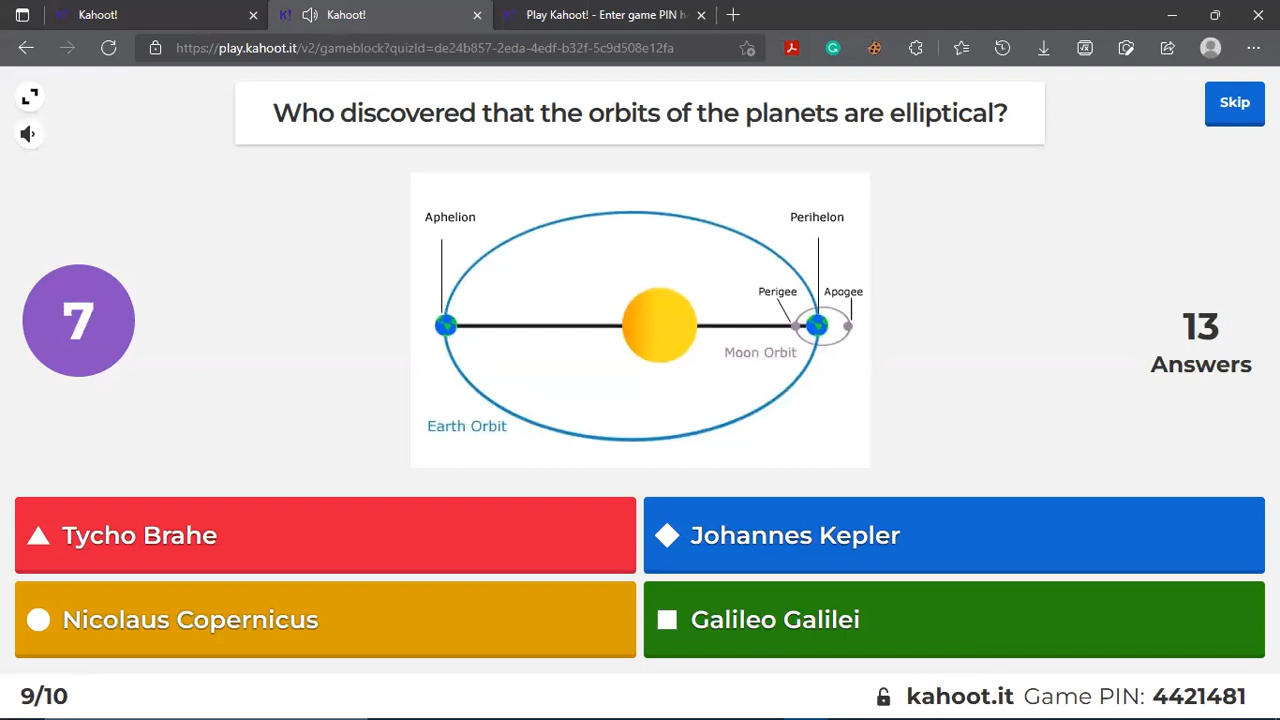 Kahoot!
Kahoot!
Play Kahoot! - Enter game PIN h
https://play.kahoot.it/v2/gameblock?quizId=de24b857-2eda-4edf-b32f-5c9d508e12fa
Who discovered that the orbits of the planets are elliptical?
Skip
Aphelion
Perihelon
Perigee
Apogee
7
13
Answers
Moon Orbit
Earth Orbit
Tycho Brahe
Johannes Kepler
Nicolaus Copernicus
Galileo Galilei
9/10
kahoot.it Game PIN: 4421481